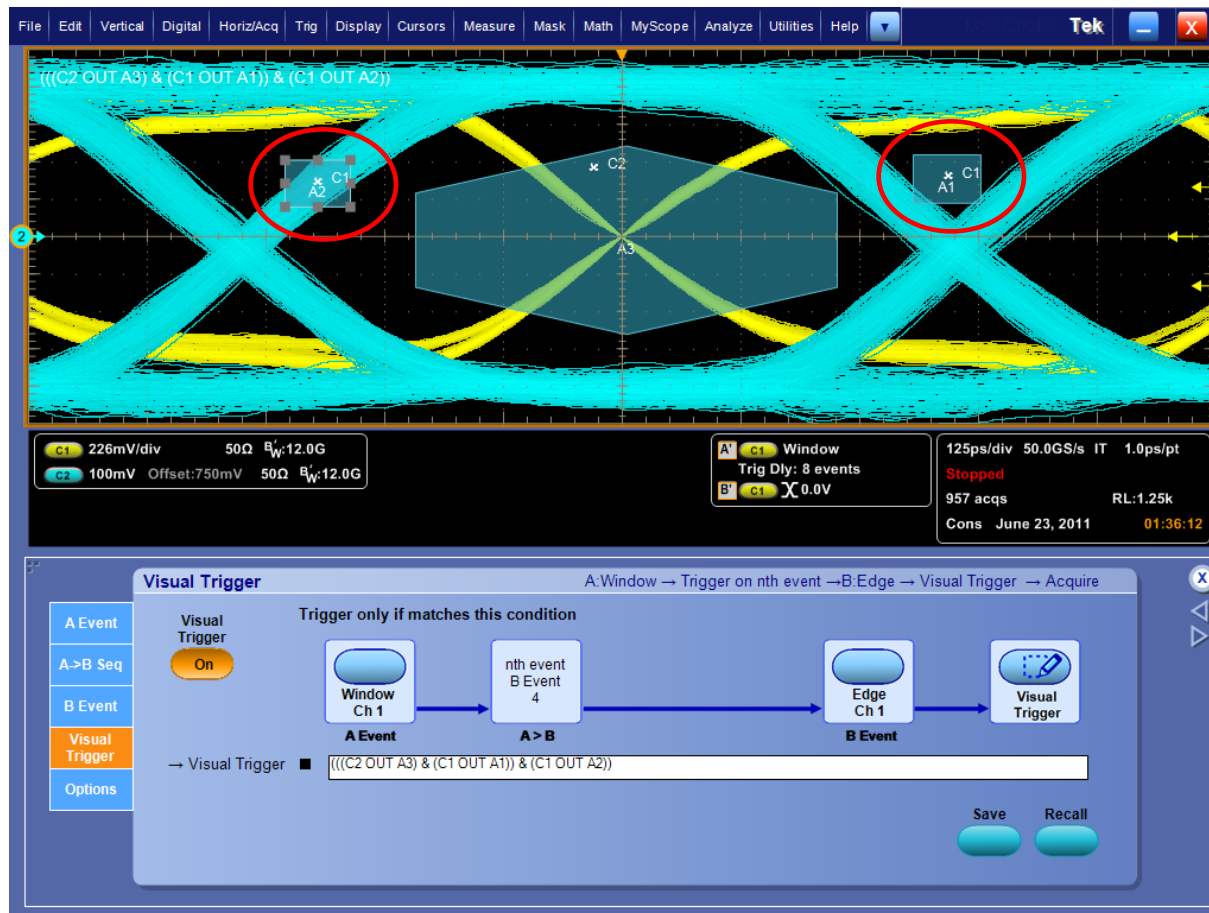 File Edit Vertical Digital Horiz/Acq Trig Display Cursors Measure Mask Math MyScope Analyze Utilities Help Tek X
(((C2 OUT A3) & (C1 OUT A1)) & (C1 OUT A2))
C1
A2
C2
C1
A1
2
A3
C1 226mV/div 50Ω B'W:12.0G
C2 100mV Offset:750mV 50Ω B'W:12.0G
A' C1 Window
Trig Dly: 8 events
B' C1 0.0V
125ps/div 50.0GS/s IT 1.0ps/pt
Stopped
957 acqs RL:1.25k
Cons June 23, 2011 01:36:12
Visual Trigger A:Window → Trigger on nth event →B:Edge → Visual Trigger → Acquire X
A Event
A->B Seq
B Event
Visual
Trigger
Options
Visual
Trigger
On
Trigger only if matches this condition
Window
Ch 1
A Event
nth event
B Event
4
A > B
Edge
Ch 1
B Event
Visual
Trigger
→ Visual Trigger (((C2 OUT A3) & (C1 OUT A1)) & (C1 OUT A2))
Save Recall